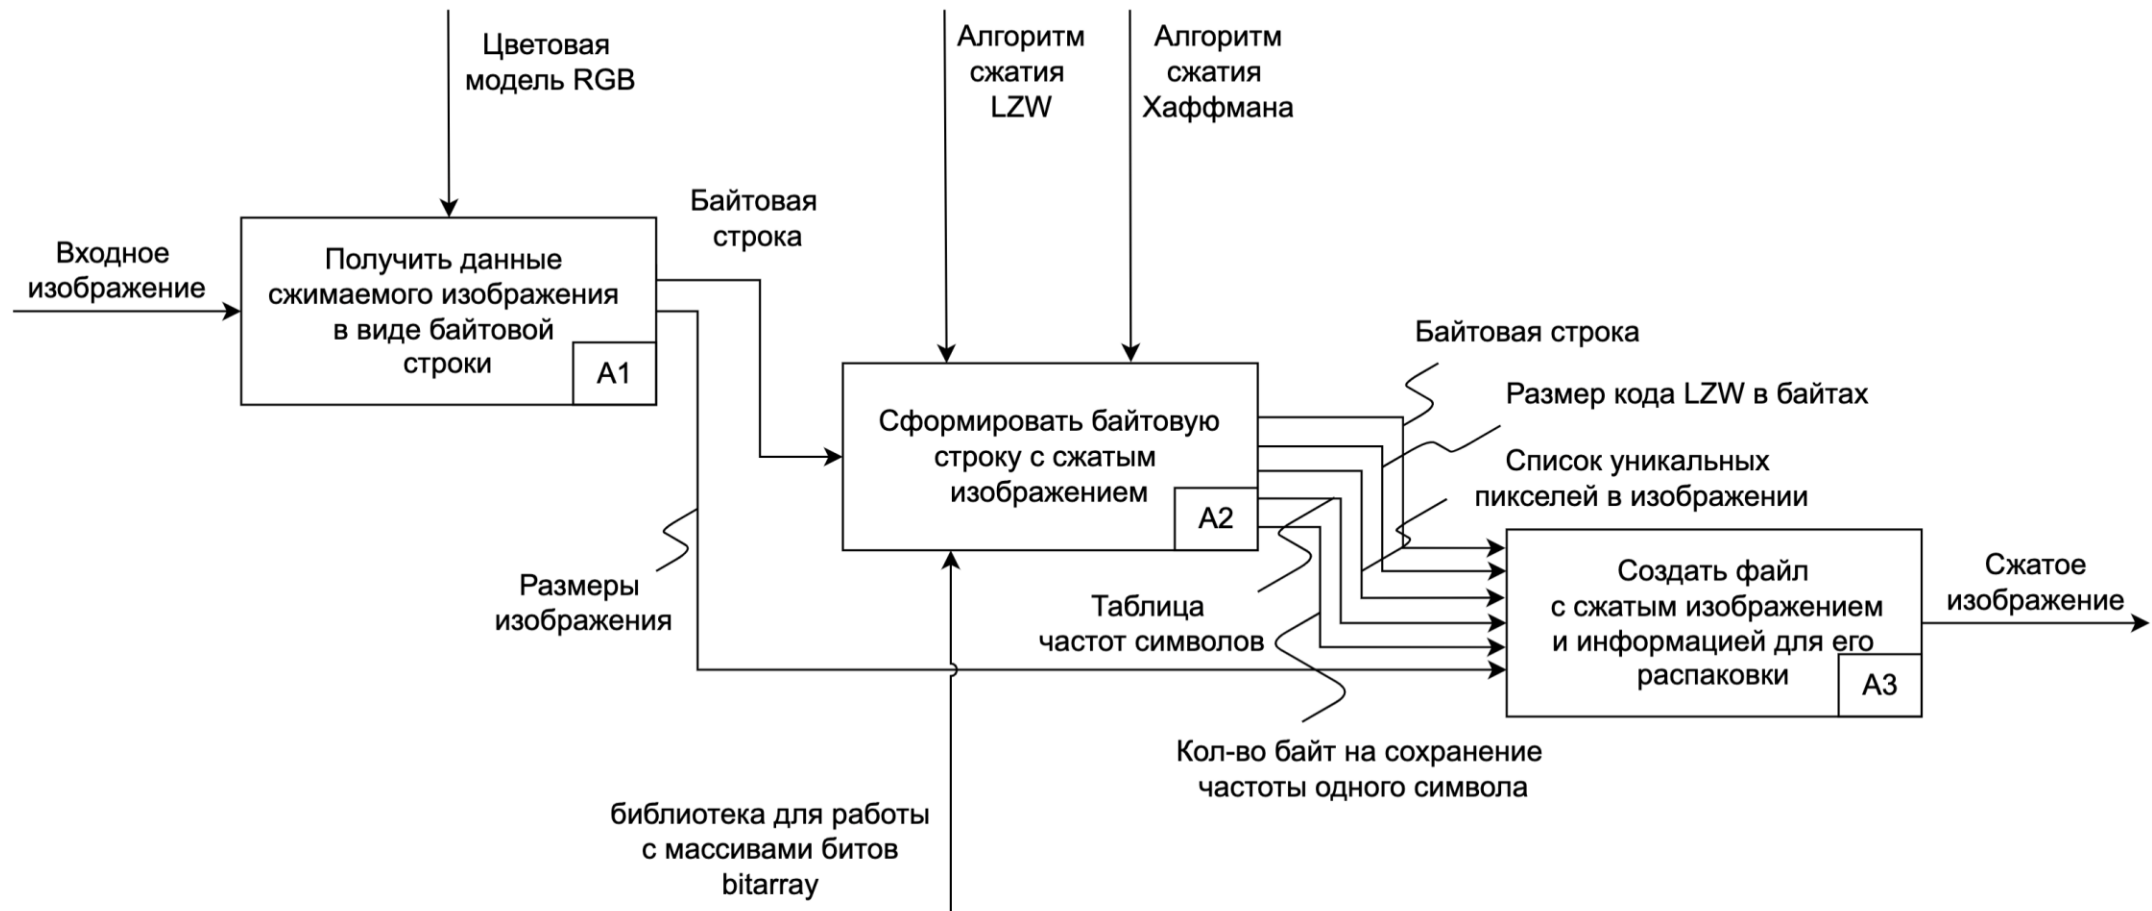 Цветовая
модель RGB
Алгоритм
сжатия
LZW
Алгоритм
сжатия
Хаффмана
Входное
изображение
Получить данные
сжимаемого изображения
в виде байтовой
строки
A1
Байтовая
строка
Размеры
изображения
Сформировать байтовую
строку с сжатым
изображением
A2
Байтовая строка
Размер кода LZW в байтах
Список уникальных
пикселей в изображении
Таблица
частот символов
Кол-во байт на сохранение
частоты одного символа
библиотека для работы
с массивами битов
bitarray
Создать файл
с сжатым изображением
и информацией для его
распаковки
A3
Сжатое
изображение